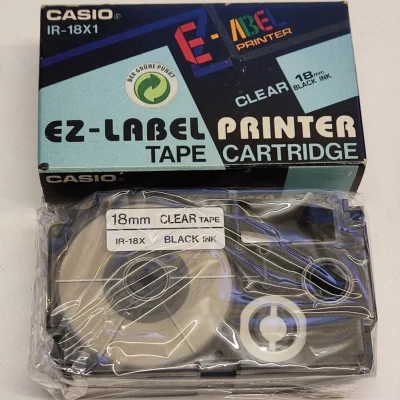 CASIO
IR-18X1
E-LABEL
PRINTER
CLEAR 18mm
BLACK INK
DER GRÜNE PUNKT
EZ-LABEL PRINTER
TAPE CARTRIDGE
CASIO
18mm CLEAR TAPE
IR-18X BLACK INK